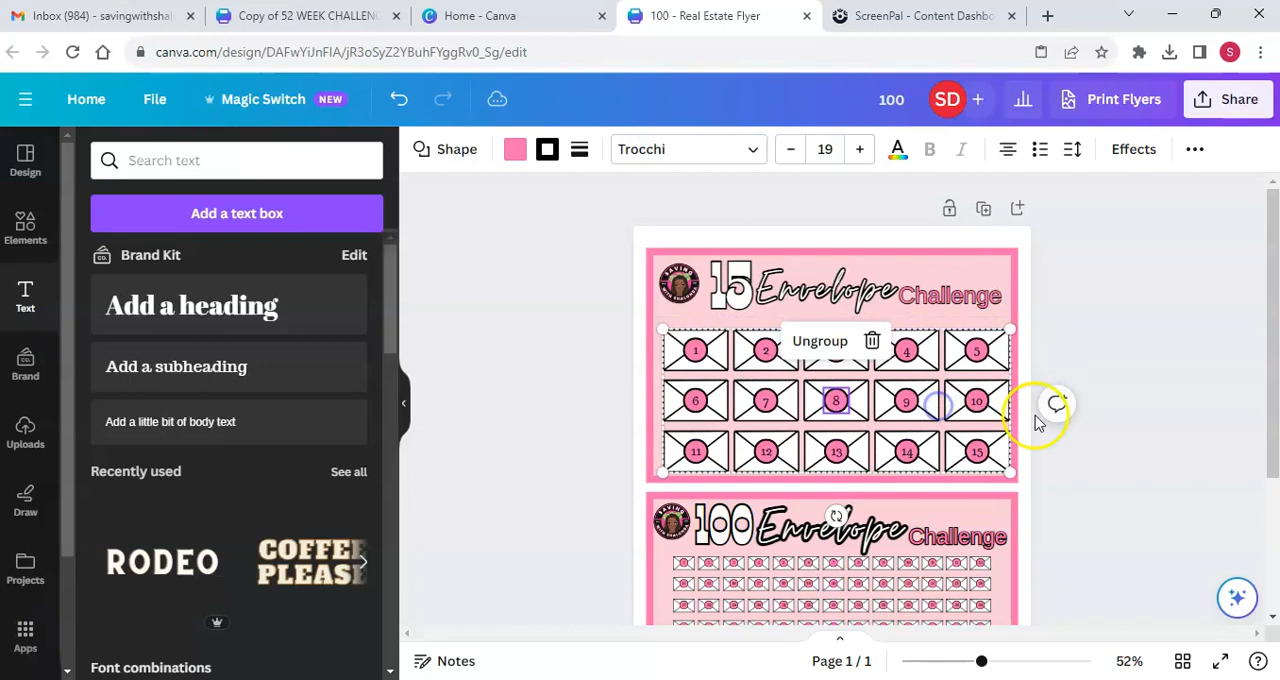 Inbox (984) - savingwithshal
Copy of 52 WEEK CHALLENG
Home - Canva
100 - Real Estate Flyer
ScreenPal - Content Dashbo
canva.com/design/DAFwYiJnFIA/jR3oSyZ2YBuhFYggRv0_Sg/edit
S
Home
File
Magic Switch NEW
100
SD
Print Flyers
Share
Design
Elements
Text
Brand
Uploads
Draw
Projects
Apps
Search text
Add a text box
Brand Kit
Edit
Add a heading
Add a subheading
Add a little bit of body text
Recently used
See all
RODEO
COFFEE
PLEASE
Font combinations
Shape
Trocchi
19
A
B
I
Effects
SAVING
15 Envelope Challenge
Ungroup
1 2 4 5
6 7 8 9 10
11 12 13 14 15
SAVING
100 Envelope Challenge
Notes
Page 1 / 1
52%